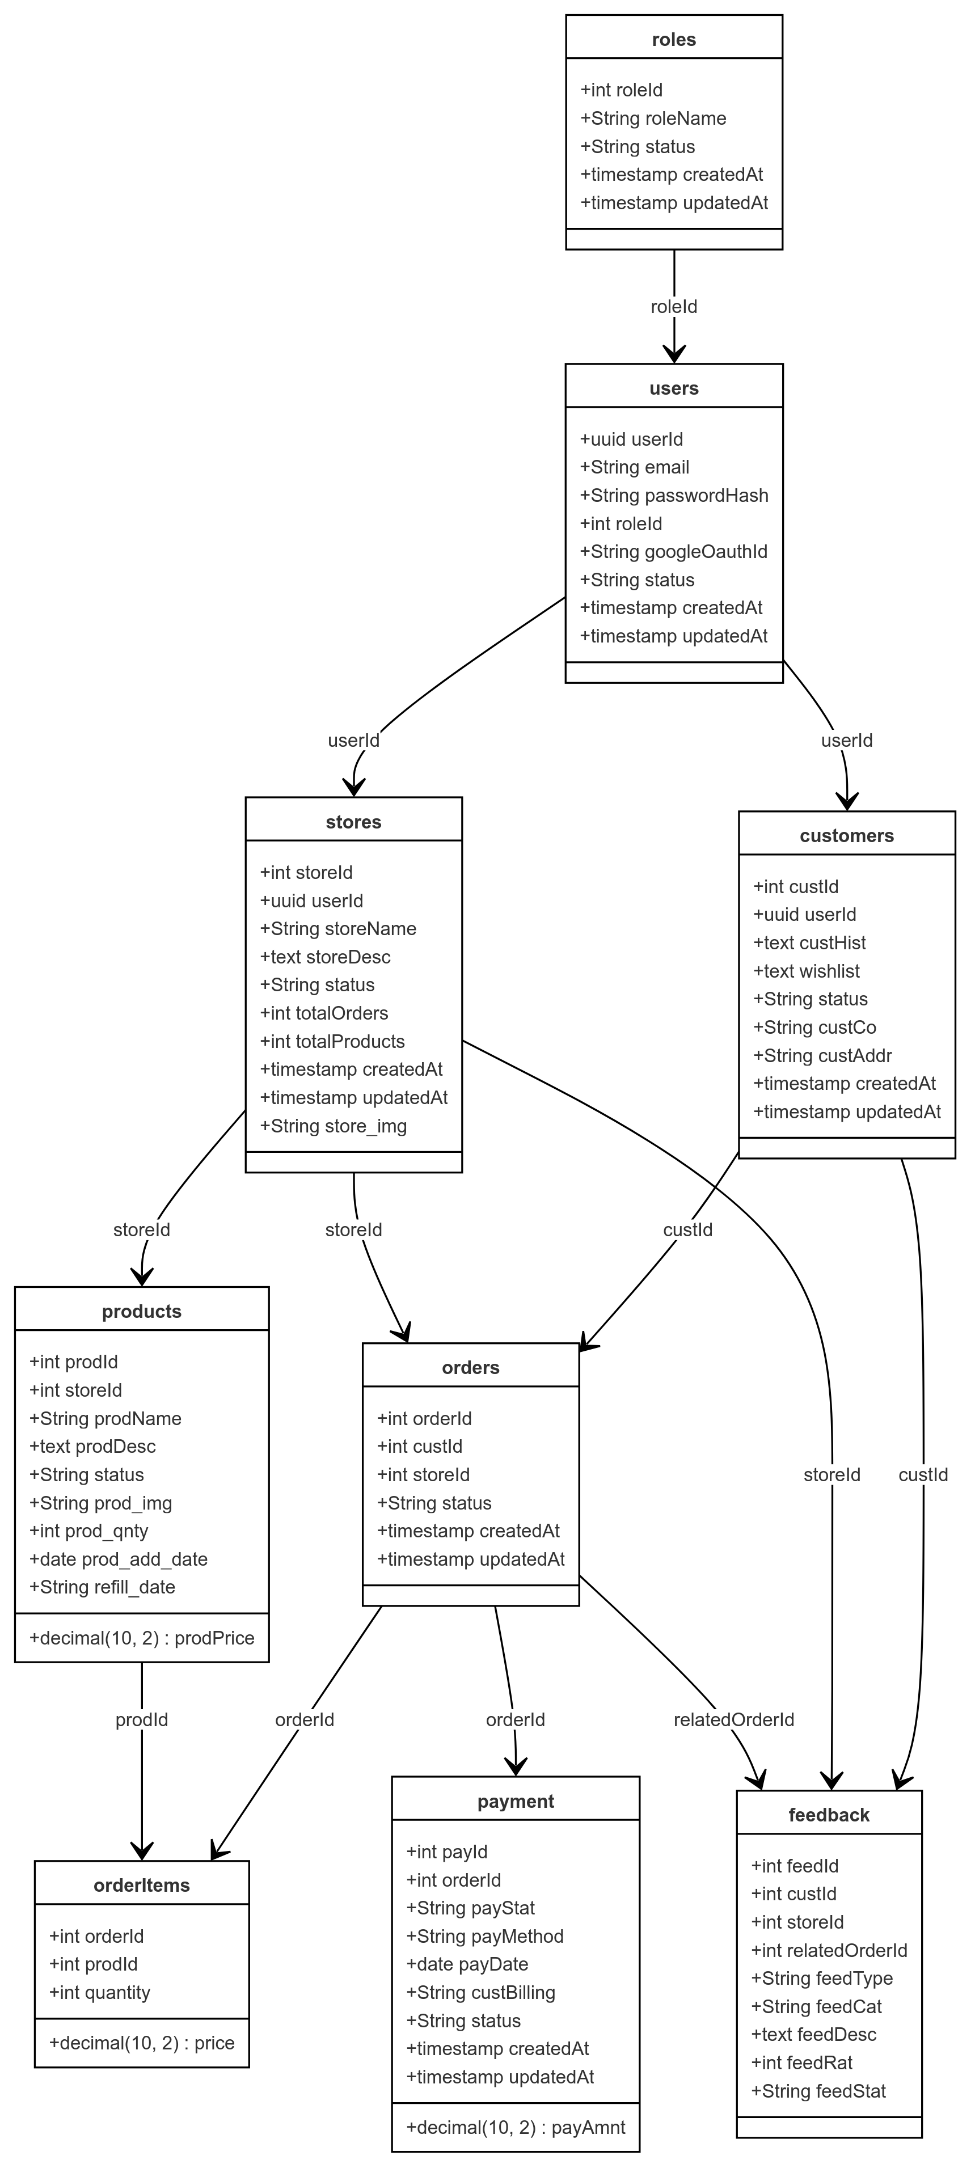 roles
+int roleId
+String roleName
+String status
+timestamp createdAt
+timestamp updatedAt
roleId
users
+uuid userId
+String email
+String passwordHash
+int roleId
+String googleOauthId
+String status
+timestamp createdAt
+timestamp updatedAt
userId
userId
stores
+int storeId
+uuid userId
+String storeName
+text storeDesc
+String status
+int totalOrders
+int totalProducts
+timestamp createdAt
+timestamp updatedAt
+String store_img
customers
+int custId
+uuid userId
+text custHist
+text wishlist
+String status
+String custCo
+String custAddr
+timestamp createdAt
+timestamp updatedAt
storeId
storeId
custId
products
+int prodId
+int storeId
+String prodName
+text prodDesc
+String status
+String prod_img
+int prod_qnty
+date prod_add_date
+String refill_date
+decimal(10, 2) : prodPrice
orders
+int orderId
+int custId
+int storeId
+String status
+timestamp createdAt
+timestamp updatedAt
storeId
custId
prodId
orderId
orderId
relatedOrderId
orderItems
+int orderId
+int prodId
+int quantity
+decimal(10, 2) : price
payment
+int payId
+int orderId
+String payStat
+String payMethod
+date payDate
+String custBilling
+String status
+timestamp createdAt
+timestamp updatedAt
+decimal(10, 2) : payAmnt
feedback
+int feedId
+int custId
+int storeId
+int relatedOrderId
+String feedType
+String feedCat
+text feedDesc
+int feedRat
+String feedStat